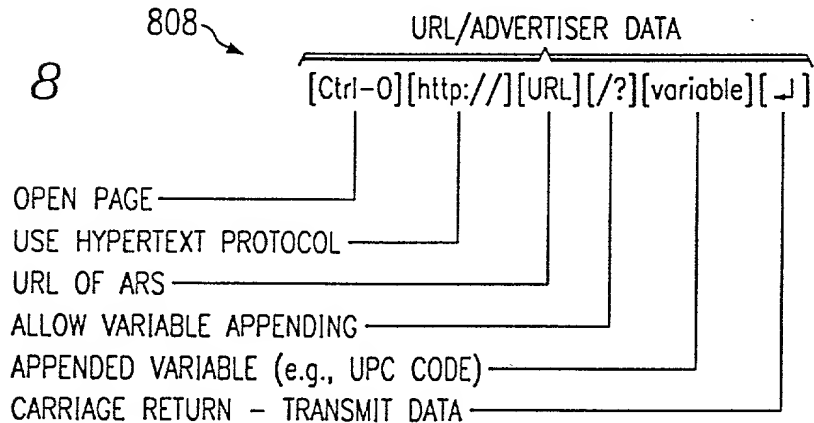 808
URL/ADVERTISER DATA
8
[Ctrl-O][http://][URL][/?][variable][↵]
OPEN PAGE
USE HYPERTEXT PROTOCOL
URL OF ARS
ALLOW VARIABLE APPENDING
APPENDED VARIABLE (e.g., UPC CODE)
CARRIAGE RETURN - TRANSMIT DATA